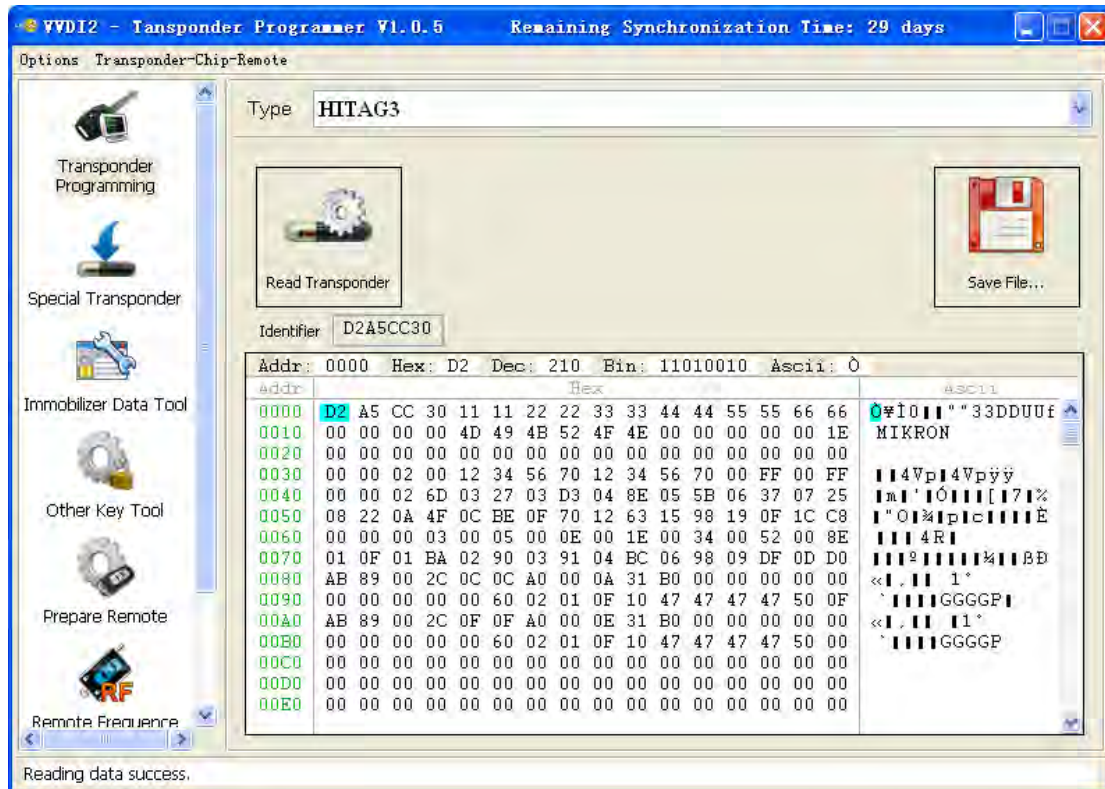 VVDI2 - Tansponder Programmer V1.0.5 Remaining Synchronization Time: 29 days
Options Transponder-Chip-Remote
Transponder
Programming
Special Transponder
Immobilizer Data Tool
Other Key Tool
Prepare Remote
RF
Remote Frequence
Type HITAG3
Read Transponder
Save File...
Identifier D2A5CC30
Addr: 0000 Hex: D2 Dec: 210 Bin: 11010010 Ascii: Ò
Addr Hex Ascii
0000 D2 A5 CC 30 11 11 22 22 33 33 44 44 55 55 66 66 Ò¥Ì0""33DDUUf
0010 00 00 00 00 4D 49 4B 52 4F 4E 00 00 00 00 00 1E MIKRON
0020 00 00 00 00 00 00 00 00 00 00 00 00 00 00 00 00
0030 00 00 02 00 12 34 56 70 12 34 56 70 00 FF 00 FF 4Vp4Vpÿÿ
0040 00 00 02 6D 03 27 03 D3 04 8E 05 5B 06 37 07 25 m'Ó[7%
0050 08 22 0A 4F 0C BE 0F 70 12 63 15 98 19 0F 1C C8 "O¾pcÈ
0060 00 00 00 03 00 05 00 0E 00 1E 00 34 00 52 00 8E 4R
0070 01 0F 01 BA 02 90 03 91 04 BC 06 98 09 DF 0D D0 º¼ßÐ
0080 AB 89 00 2C 0C 0C A0 00 0A 31 B0 00 00 00 00 00 «, 1°
0090 00 00 00 00 00 60 02 01 0F 10 47 47 47 47 50 0F `GGGGP
00A0 AB 89 00 2C 0F 0F A0 00 0E 31 B0 00 00 00 00 00 «, 1°
00B0 00 00 00 00 00 60 02 01 0F 10 47 47 47 47 50 00 `GGGGP
00C0 00 00 00 00 00 00 00 00 00 00 00 00 00 00 00 00
00D0 00 00 00 00 00 00 00 00 00 00 00 00 00 00 00 00
00E0 00 00 00 00 00 00 00 00 00 00 00 00 00 00 00 00
Reading data success.